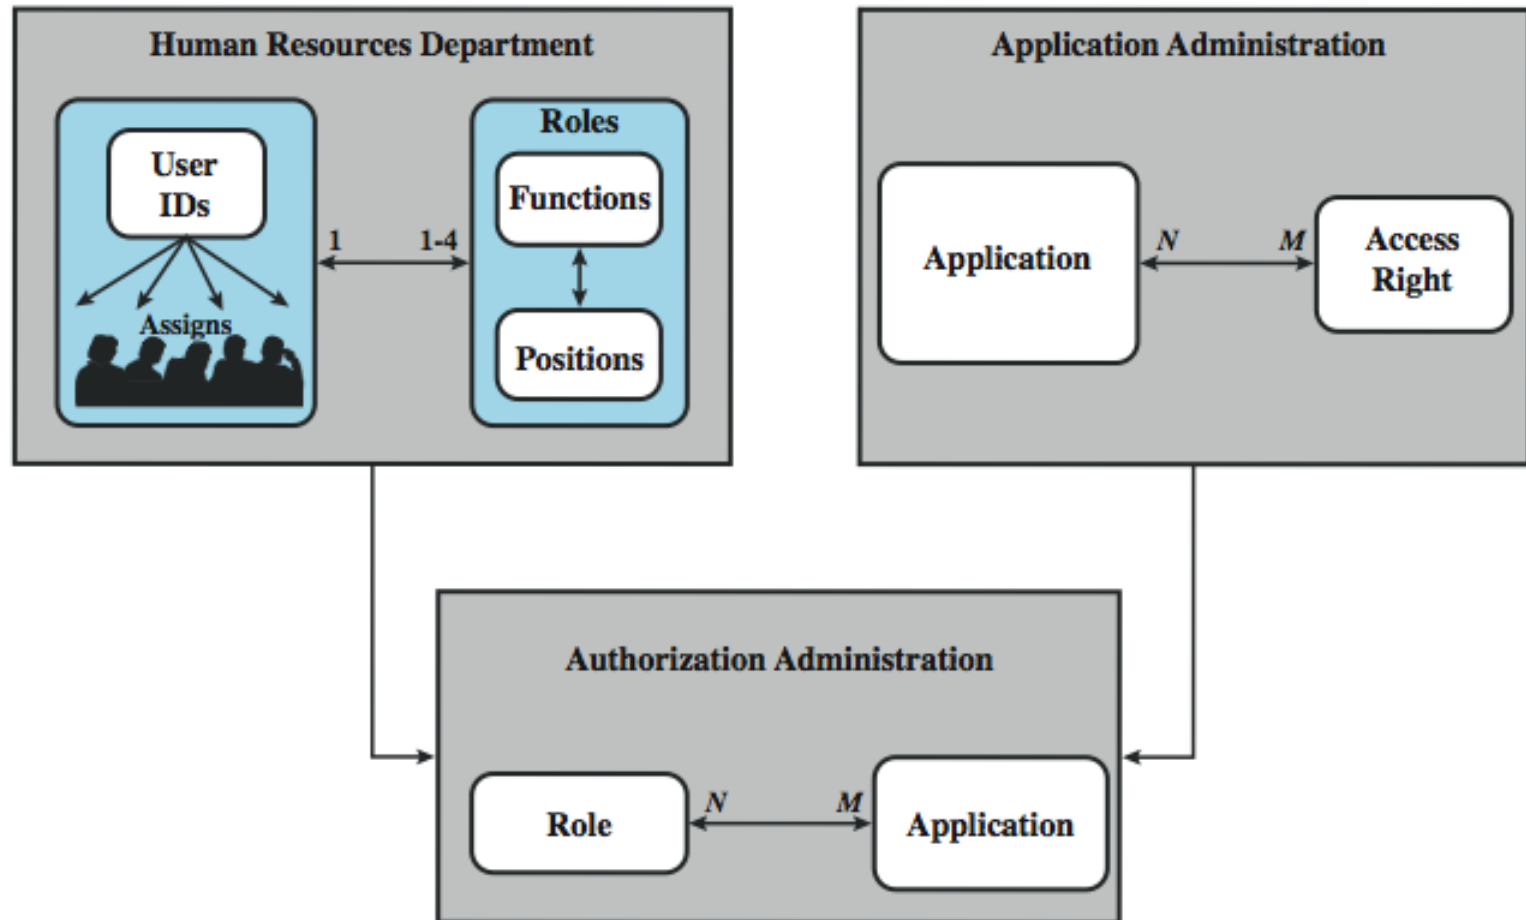 Human Resources Department
User
IDs
Assigns
1
1-4
Roles
Functions
Positions
Application Administration
Application
N
M
Access
Right
Authorization Administration
Role
N
M
Application